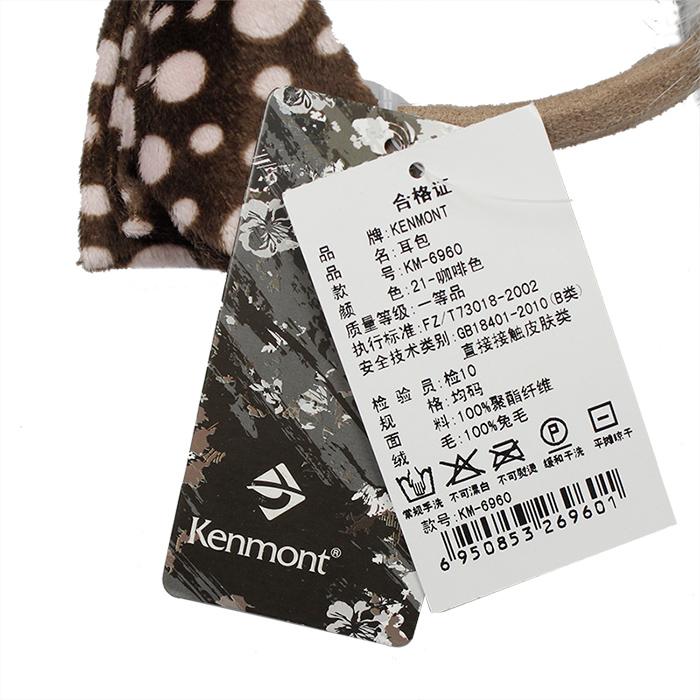 合格证
品 牌:KENMONT
品 名:耳包
款 号:KM-6960
颜 色:21-咖啡色
质量等级:一等品
执行标准:FZ/T73018-2002
安全技术类别:GB18401-2010(B类)
直接接触皮肤类
检 验 员:检10
规 格:均码
面 料:100%聚酯纤维
绒 毛:100%兔毛
P
常规手洗 不可漂白 不可熨烫 缓和干洗 平摊晾干
款号:KM-6960
6 950853 269601
Kenmont®